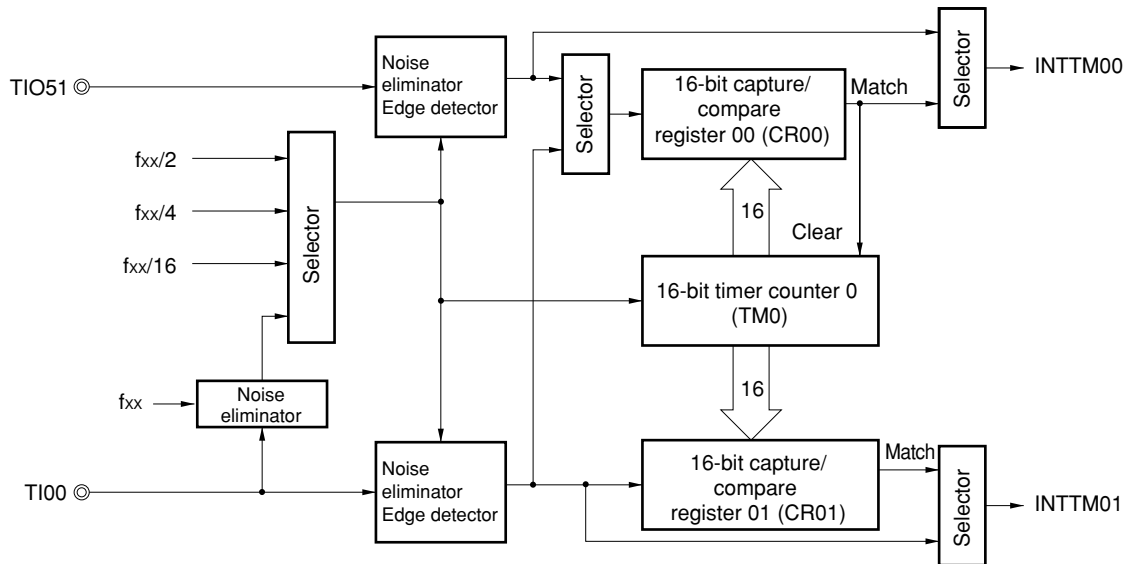 TIO51
Noise
eliminator
Edge detector
Selector
16-bit capture/
compare
register 00 (CR00)
Match
Selector
INTTM00
fxx/2
fxx/4
fxx/16
Selector
16
Clear
16-bit timer counter 0
(TM0)
16
fxx
Noise
eliminator
TI00
Noise
eliminator
Edge detector
16-bit capture/
compare
register 01 (CR01)
Match
Selector
INTTM01